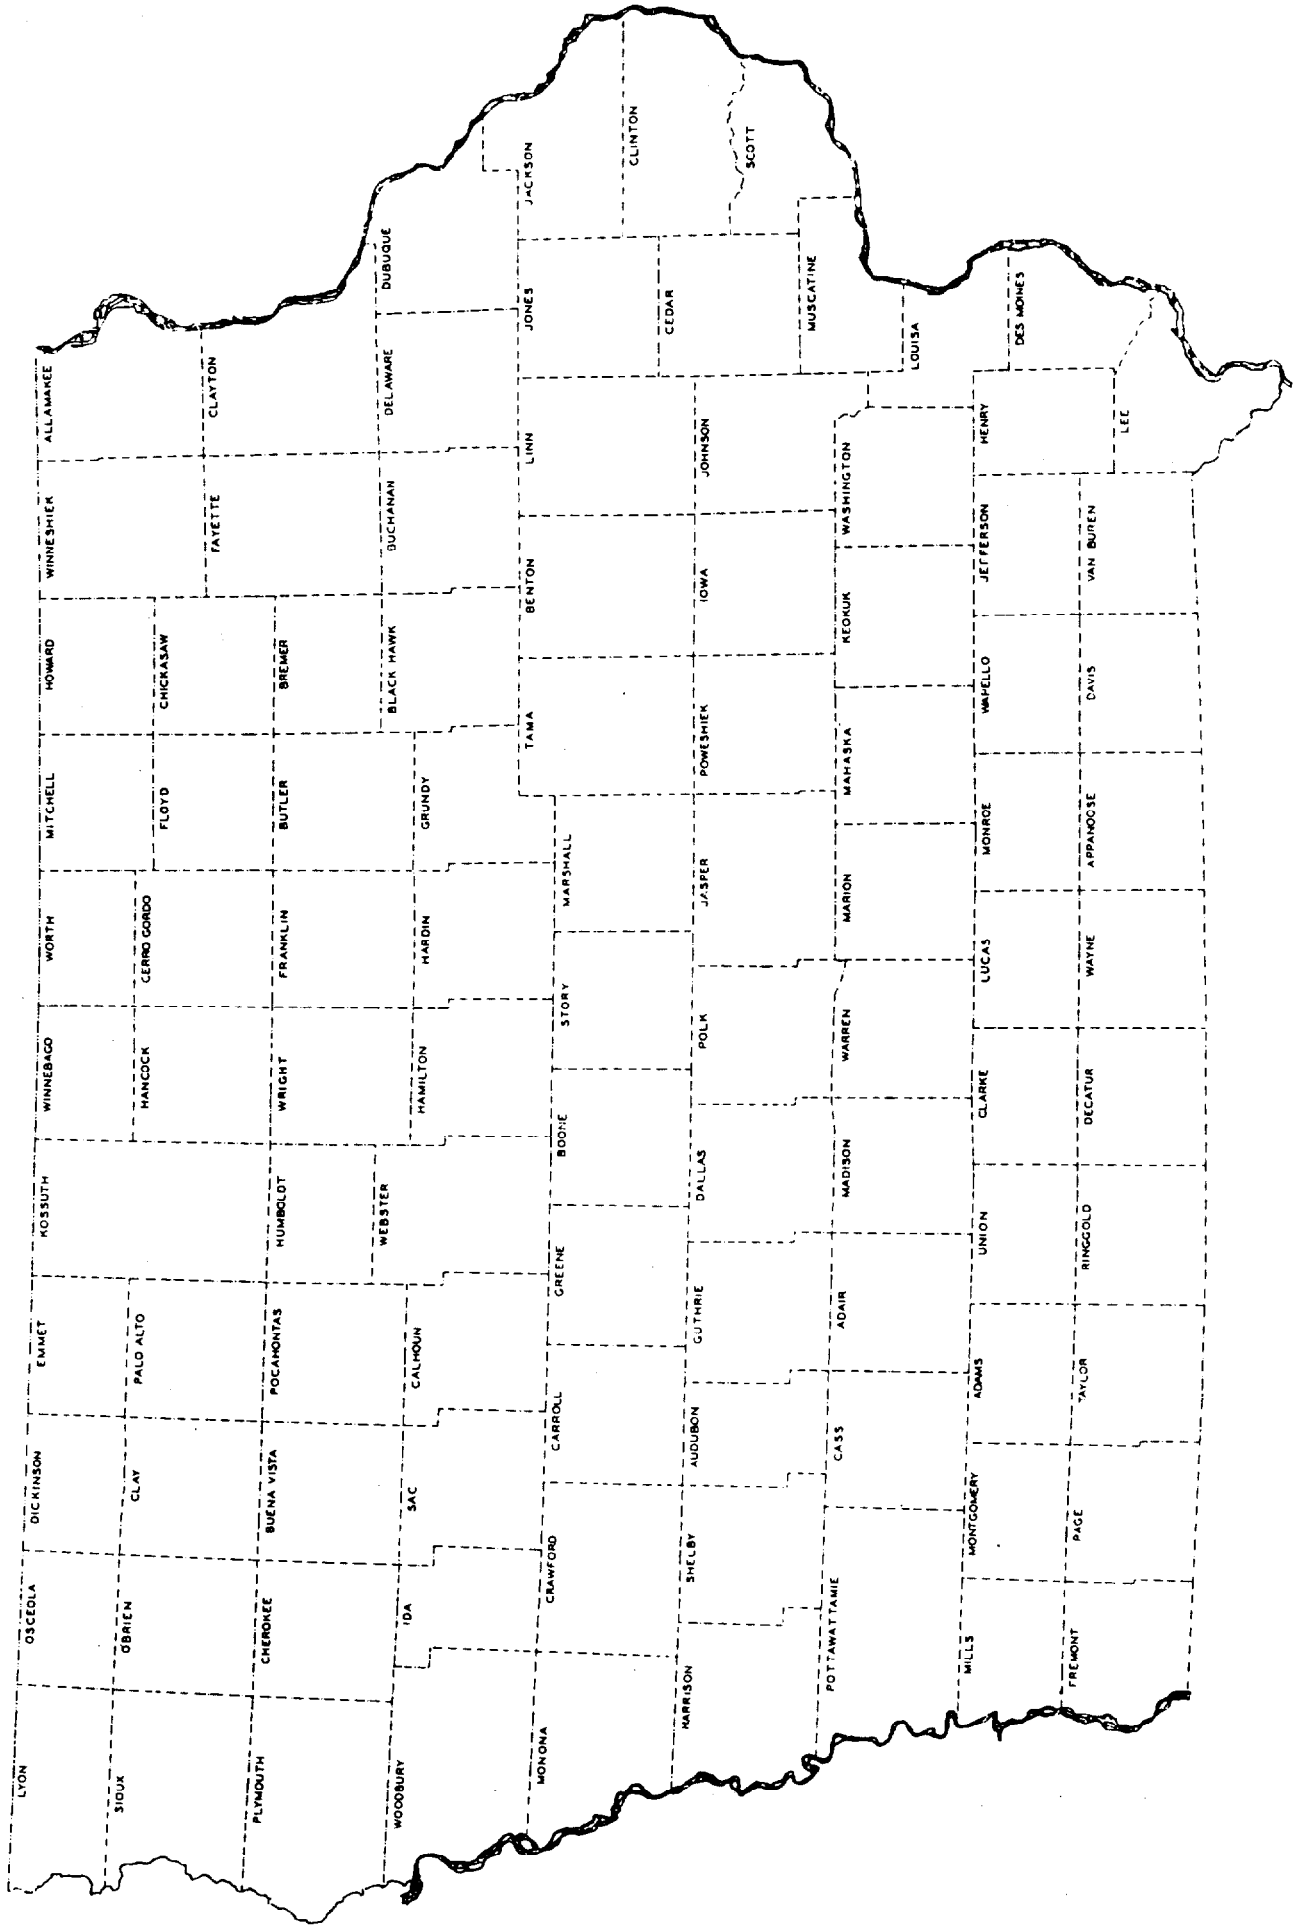 LYON
OSCEOLA
DICKINSON
EMMET
KOSSUTH
WINNEBAGO
WORTH
MITCHELL
HOWARD
WINNESHIEK
ALLAMAKEE
SIOUX
O'BRIEN
CLAY
PALO ALTO
HANCOCK
CERRO GORDO
FLOYD
CHICKASAW
FAYETTE
CLAYTON
PLYMOUTH
CHEROKEE
BUENA VISTA
POCAHONTAS
HUMBOLDT
WRIGHT
FRANKLIN
BUTLER
BREMER
WOODBURY
IDA
SAC
CALHOUN
WEBSTER
HAMILTON
HARDIN
GRUNDY
BLACK HAWK
BUCHANAN
DELAWARE
DUBUQUE
MONONA
CRAWFORD
CARROLL
GREENE
BOONE
STORY
MARSHALL
TAMA
BENTON
LINN
JONES
JACKSON
CLINTON
HARRISON
SHELBY
AUDUBON
GUTHRIE
DALLAS
POLK
JASPER
POWESHIEK
IOWA
JOHNSON
CEDAR
SCOTT
MUSCATINE
POTTAWATTAMIE
CASS
ADAIR
MADISON
WARREN
MARION
MAHASKA
KEOKUK
WASHINGTON
LOUISA
MILLS
MONTGOMERY
ADAMS
UNION
CLARKE
LUCAS
MONROE
WAPELLO
JEFFERSON
HENRY
DES MOINES
FREMONT
PAGE
TAYLOR
RINGGOLD
DECATUR
WAYNE
APPANOOSE
DAVIS
VAN BUREN
LEE